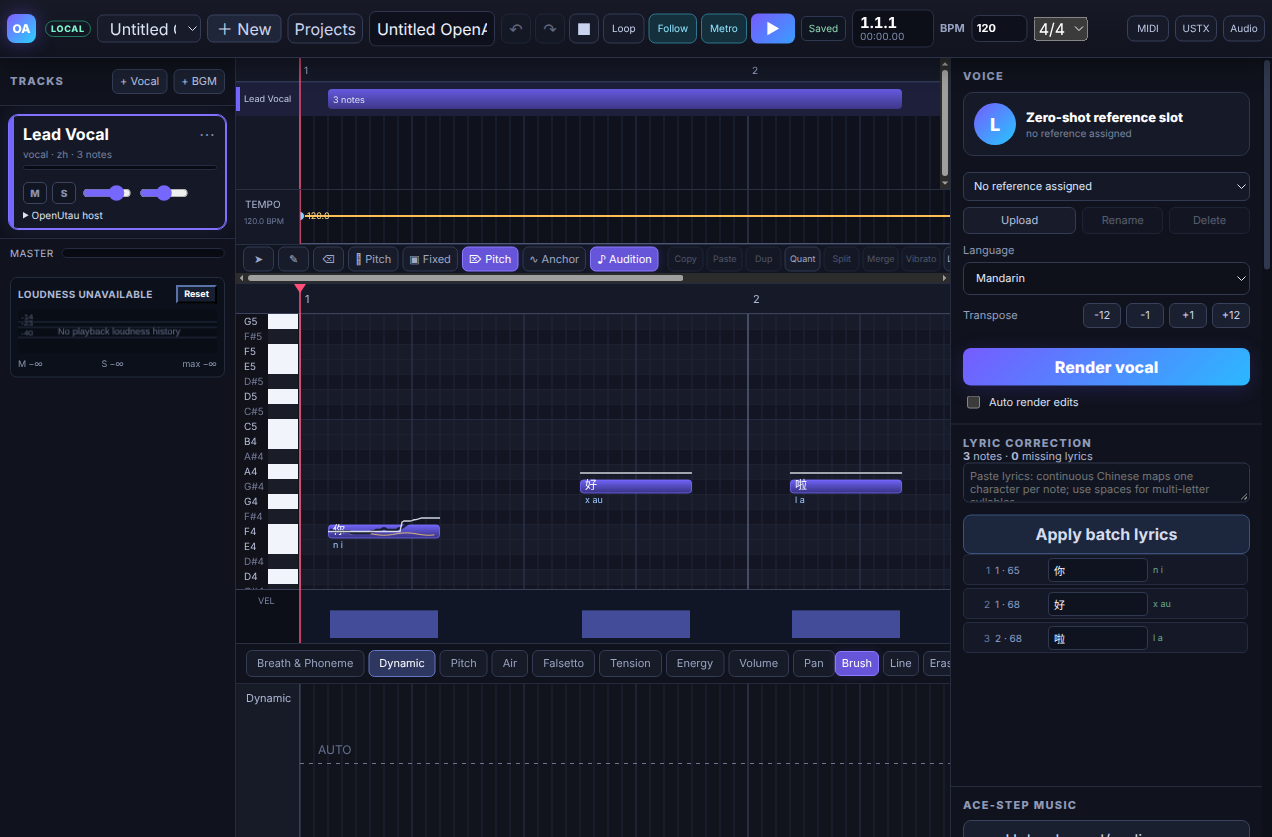 OA LOCAL Untitled ( + New Projects Untitled OpenA Loop Follow Metro Saved 1.1.1 BPM 120 4/4 MIDI USTX Audio
00:00.00
TRACKS + Vocal + BGM
Lead Vocal ...
vocal · zh · 3 notes
M S
OpenUtau host
MASTER
LOUDNESS UNAVAILABLE Reset
-14
-23
-40
No playback loudness history
M −∞ S −∞ max −∞
1 2
Lead Vocal 3 notes
TEMPO
120.0 BPM
120.0
Pitch Fixed Pitch Anchor Audition Copy Paste Dup Quant Split Merge Vibrato
1 2
G5
F#5
F5
E5
D#5
D5
C#5
C5
B4
A#4
A4
G#4 好 啦
G4 x au l a
F#4
F4 你
E4 n i
D#4
D4
VEL
Breath & Phoneme Dynamic Pitch Air Falsetto Tension Energy Volume Pan Brush Line Eras
Dynamic
AUTO
VOICE
L Zero-shot reference slot
no reference assigned
No reference assigned
Upload Rename Delete
Language
Mandarin
Transpose -12 -1 +1 +12
Render vocal
Auto render edits
LYRIC CORRECTION
3 notes · 0 missing lyrics
Paste lyrics: continuous Chinese maps one
character per note; use spaces for multi-letter
Apply batch lyrics
1 1 · 65 你 n i
2 1 · 68 好 x au
3 2 · 68 啦 l a
ACE-STEP MUSIC